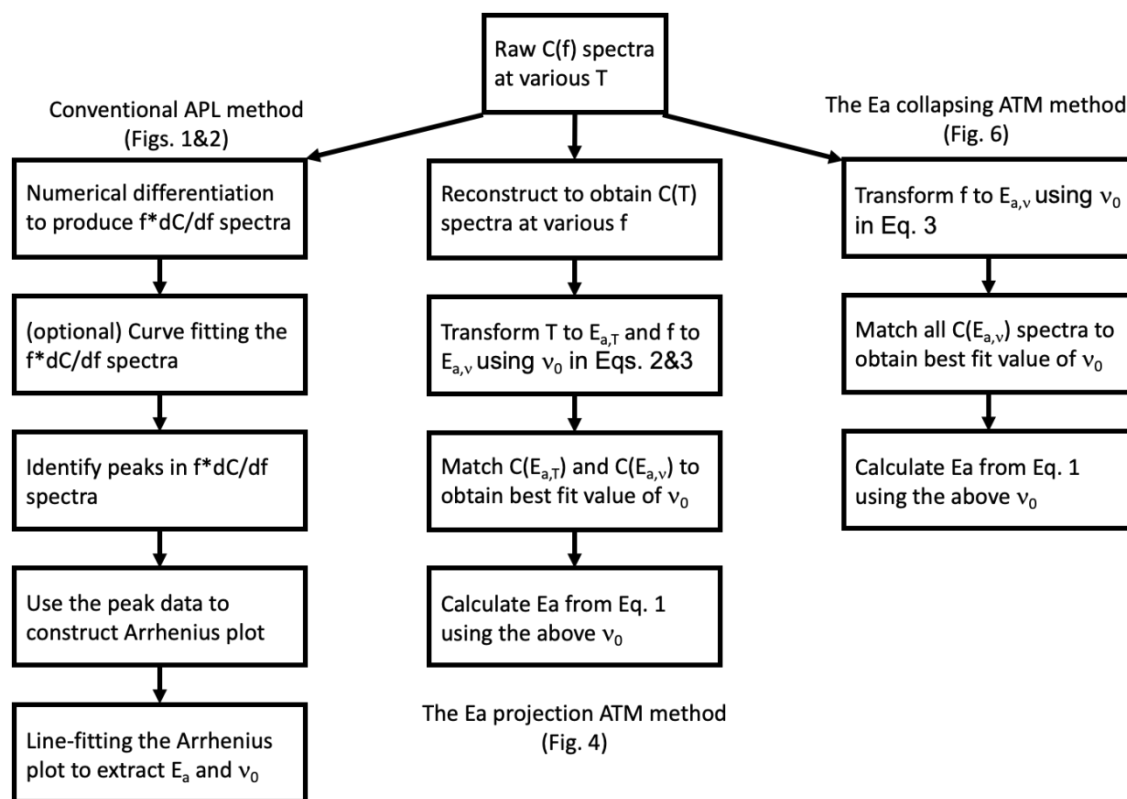 Raw C(f) spectra
at various T
Conventional APL method
(Figs. 1&2)
Numerical differentiation
to produce f*dC/df spectra
(optional) Curve fitting the
f*dC/df spectra
Identify peaks in f*dC/df
spectra
Use the peak data to
construct Arrhenius plot
Line-fitting the Arrhenius
plot to extract Eₐ and ν₀
Reconstruct to obtain C(T)
spectra at various f
Transform T to Eₐ,T and f to
Eₐ,ν using ν₀ in Eqs. 2&3
Match C(Eₐ,T) and C(Eₐ,ν) to
obtain best fit value of ν₀
Calculate Ea from Eq. 1
using the above ν₀
The Ea projection ATM method
(Fig. 4)
The Ea collapsing ATM method
(Fig. 6)
Transform f to Eₐ,ν using ν₀
in Eq. 3
Match all C(Eₐ,ν) spectra to
obtain best fit value of ν₀
Calculate Ea from Eq. 1
using the above ν₀